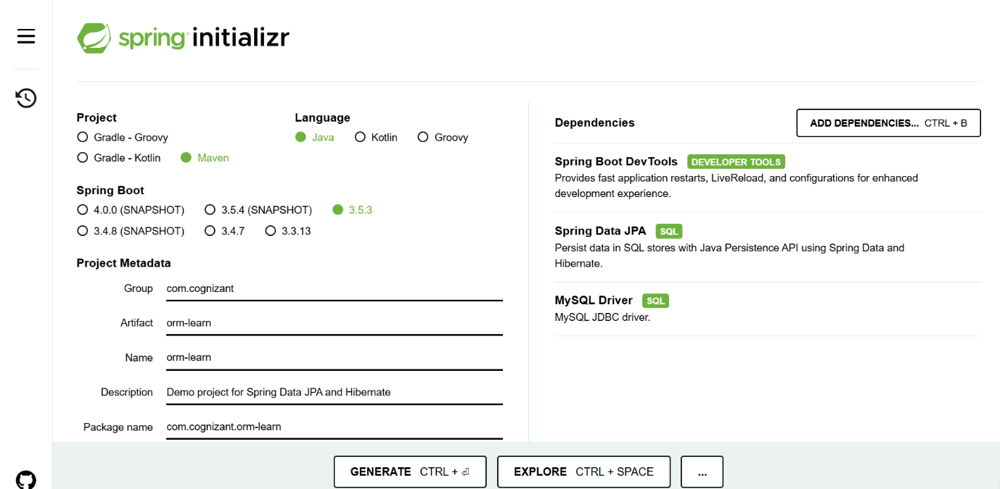 spring initializr
Project
Gradle - Groovy
Gradle - Kotlin Maven
Language
Java Kotlin Groovy
Spring Boot
4.0.0 (SNAPSHOT) 3.5.4 (SNAPSHOT) 3.5.3
3.4.8 (SNAPSHOT) 3.4.7 3.3.13
Project Metadata
Group com.cognizant
Artifact orm-learn
Name orm-learn
Description Demo project for Spring Data JPA and Hibernate
Package name com.cognizant.orm-learn
Dependencies ADD DEPENDENCIES... CTRL + B
Spring Boot DevTools DEVELOPER TOOLS
Provides fast application restarts, LiveReload, and configurations for enhanced
development experience.
Spring Data JPA SQL
Persist data in SQL stores with Java Persistence API using Spring Data and
Hibernate.
MySQL Driver SQL
MySQL JDBC driver.
GENERATE CTRL + ⏎ EXPLORE CTRL + SPACE ...